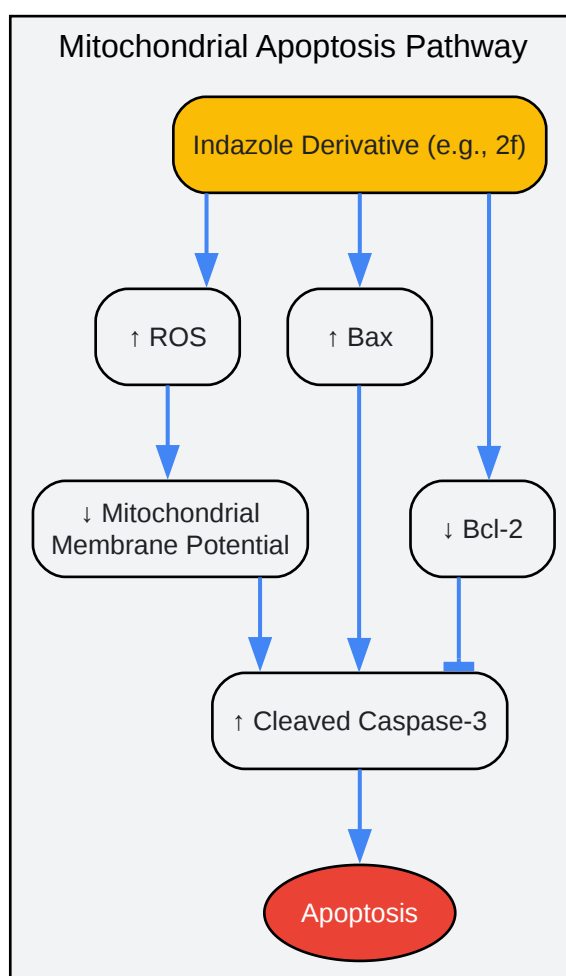 Mitochondrial Apoptosis Pathway
Indazole Derivative (e.g., 2f)
↑ ROS
↑ Bax
↓ Mitochondrial
Membrane Potential
↓ Bcl-2
↑ Cleaved Caspase-3
Apoptosis